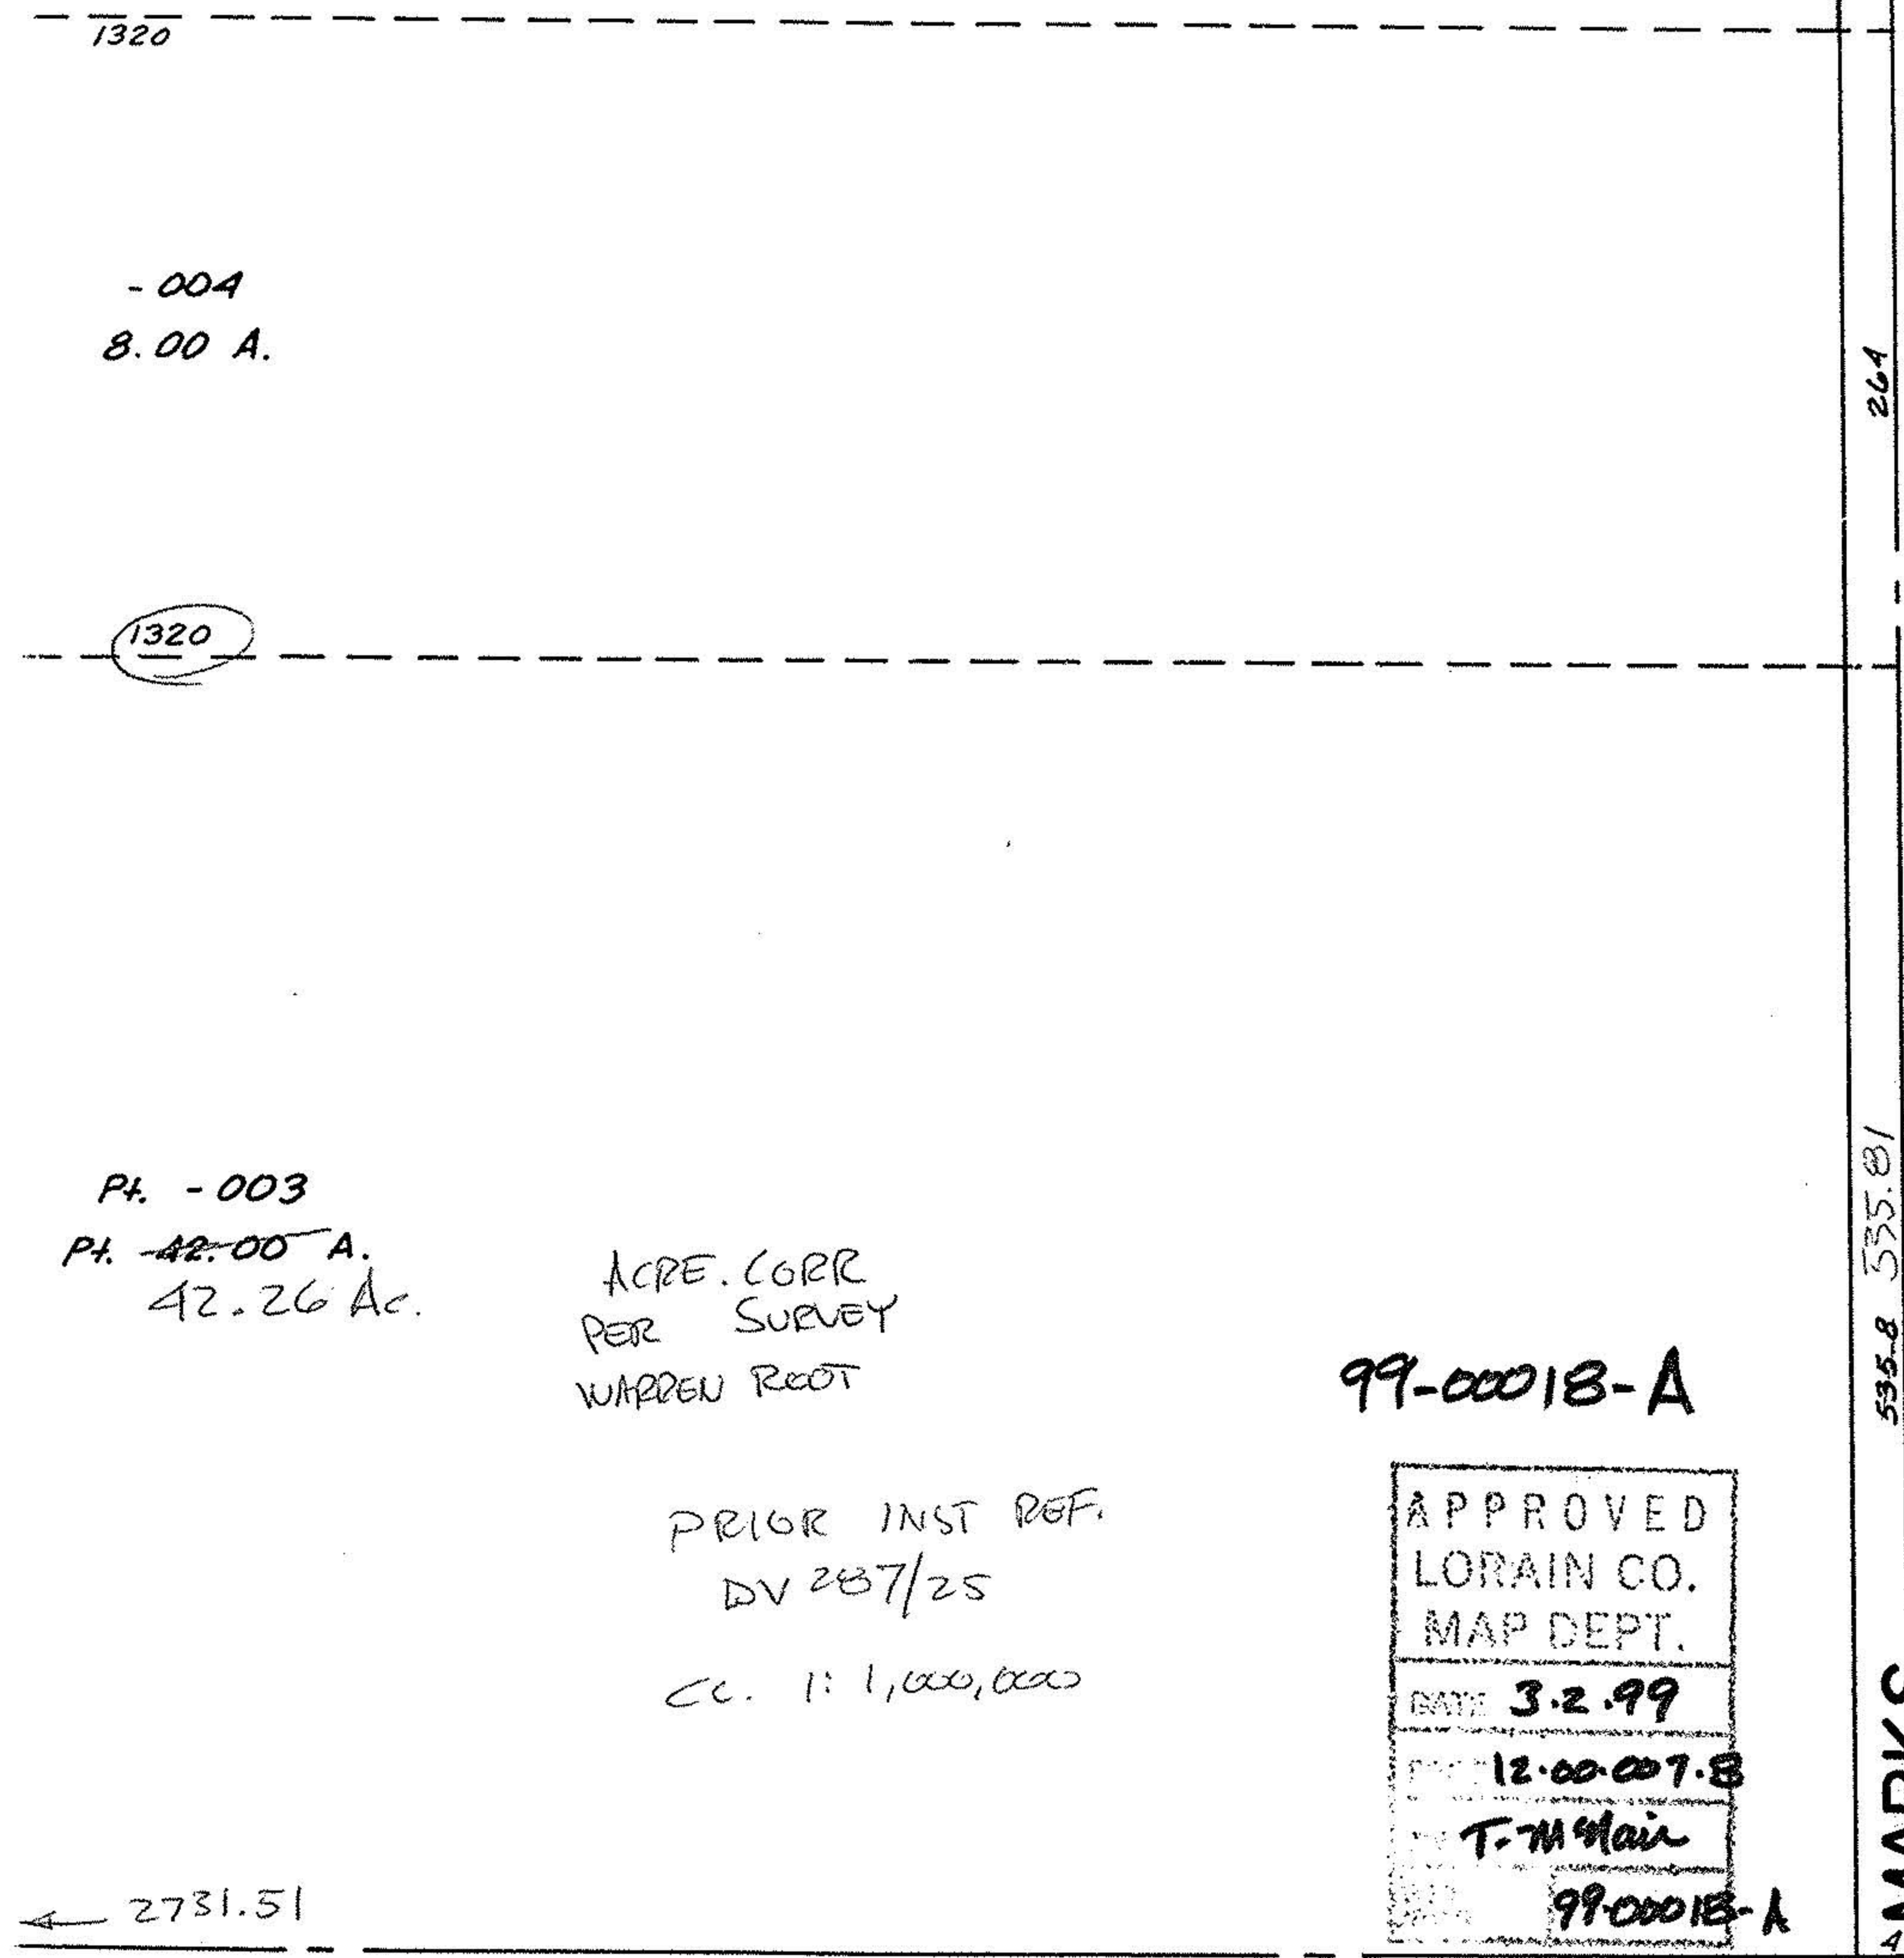 1320
- 004
8.00 A.
264
1320
Pt. - 003
Pt. 42.00 A.
42.26 Ac.
ACRE. CORR
PER SURVEY
WARREN ROOT
535.81
535.8
99-00018-A
PRIOR INST REF.
DV 287/25
CC. 1: 1,000,000
APPROVED
LORAIN CO.
MAP DEPT.
DATE 3.2.99
12.00.007.B
T. McNair
99-00018-A
2731.51